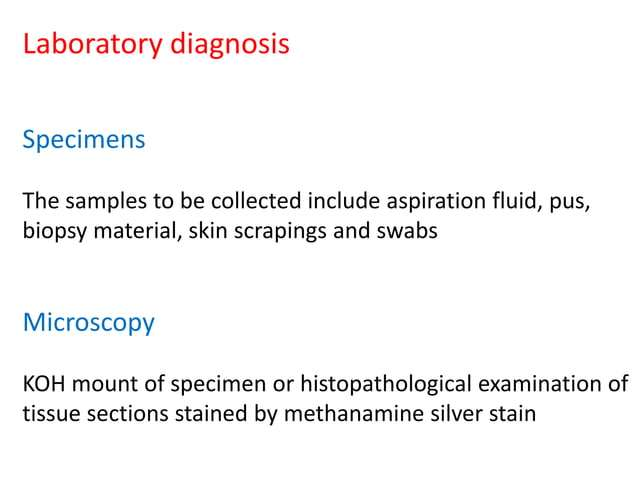 Laboratory diagnosis
Specimens
The samples to be collected include aspiration fluid, pus,
biopsy material, skin scrapings and swabs
Microscopy
KOH mount of specimen or histopathological examination of
tissue sections stained by methanamine silver stain